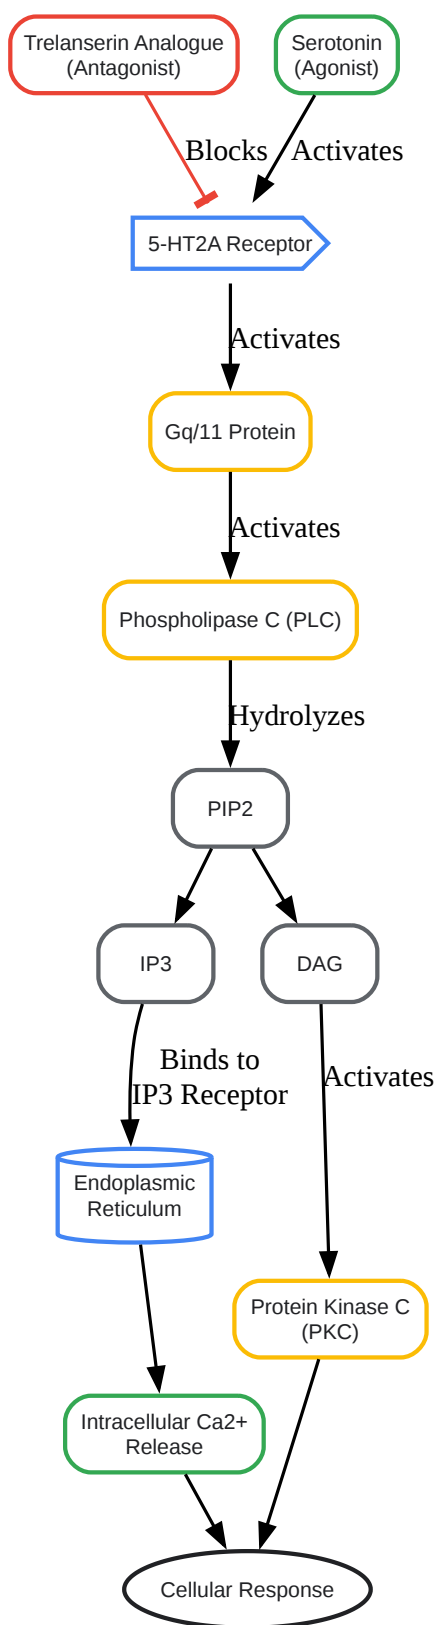 Trelanserin Analogue
(Antagonist)
Serotonin
(Agonist)
Blocks
Activates
5-HT2A Receptor
Activates
Gq/11 Protein
Activates
Phospholipase C (PLC)
Hydrolyzes
PIP2
IP3
DAG
Binds to
IP3 Receptor
Activates
Endoplasmic
Reticulum
Protein Kinase C
(PKC)
Intracellular Ca2+
Release
Cellular Response